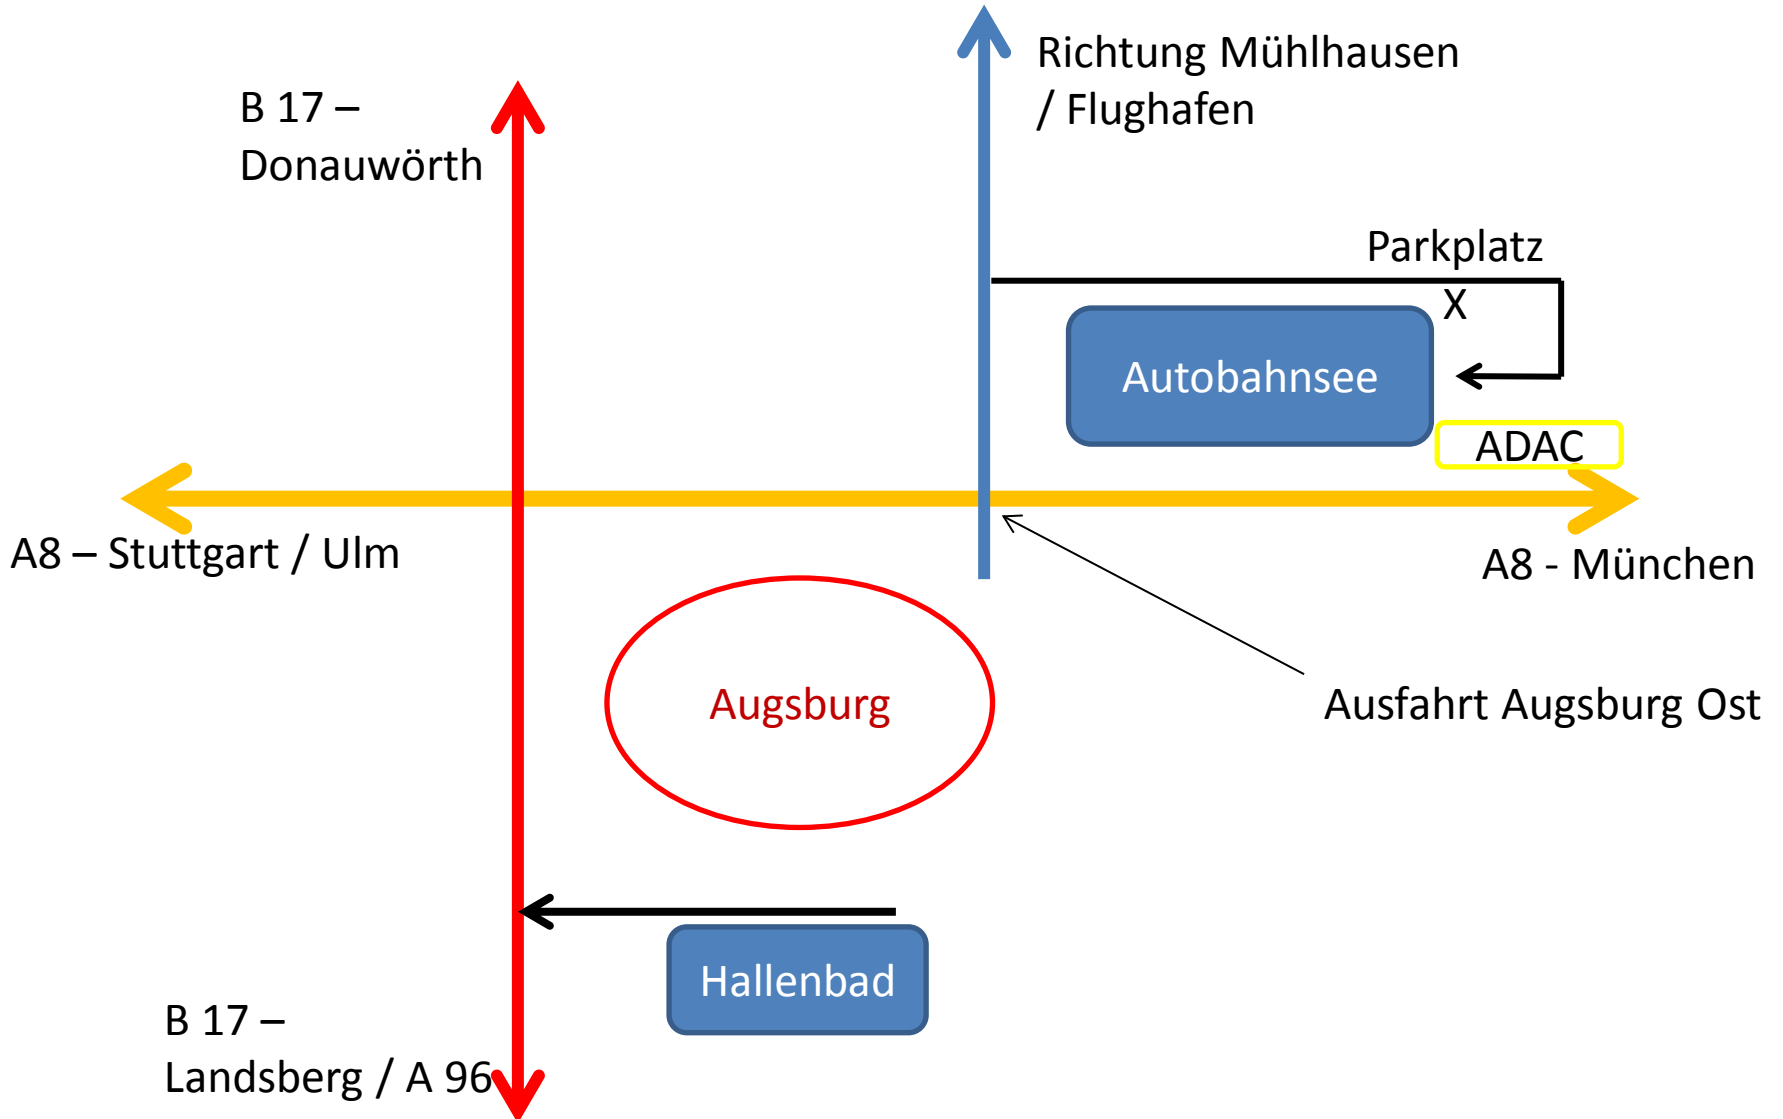 Richtung Mühlhausen
/ Flughafen
B 17 –
Donauwörth
Parkplatz
X
Autobahnsee
ADAC
A8 – Stuttgart / Ulm
A8 - München
Augsburg
Ausfahrt Augsburg Ost
Hallenbad
B 17 –
Landsberg / A 96